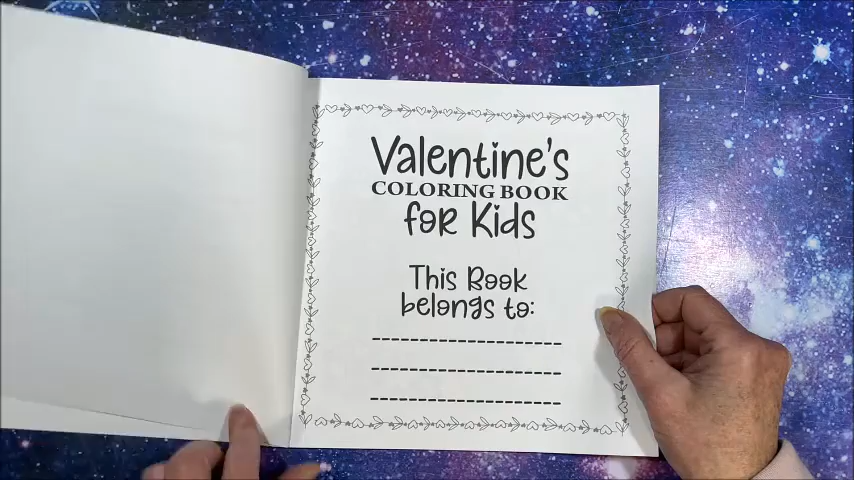 Valentine's
COLORING BOOK
for Kids
This Book
belongs to: